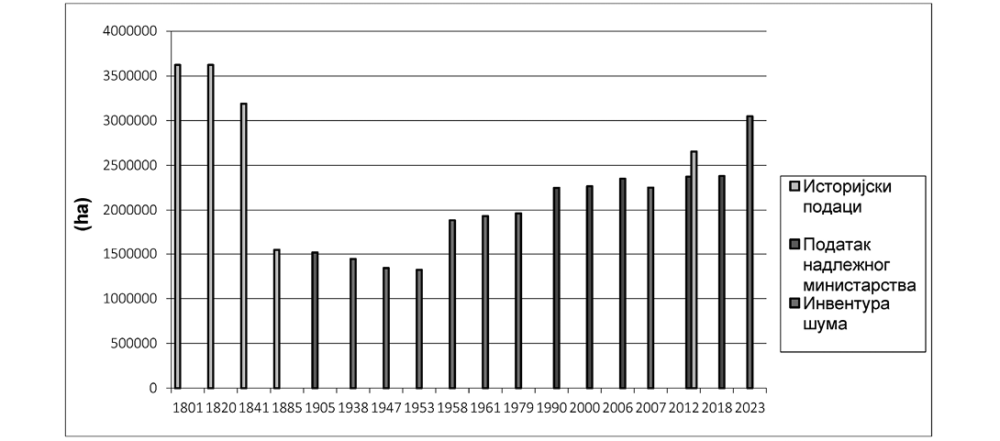 4000000
3500000
3000000
2500000
2000000
1500000
1000000
500000
0
(ha)
1801 1820 1841 1885 1905 1938 1947 1953 1958 1961 1979 1990 2000 2006 2007 2012 2018 2023
Историјски
подаци
Податак
надлежног
министарства
Инвентура
шума